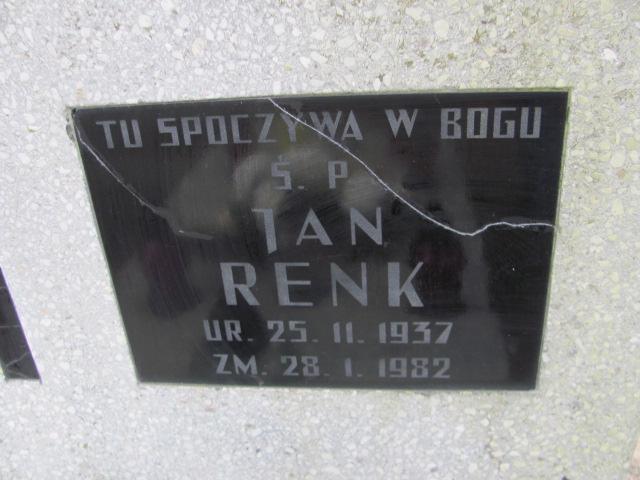 TU SPOCZYWA W BOGU
Ś. P.
JAN
RENK
UR. 25. 11. 1937
ZM. 28. 1. 1982